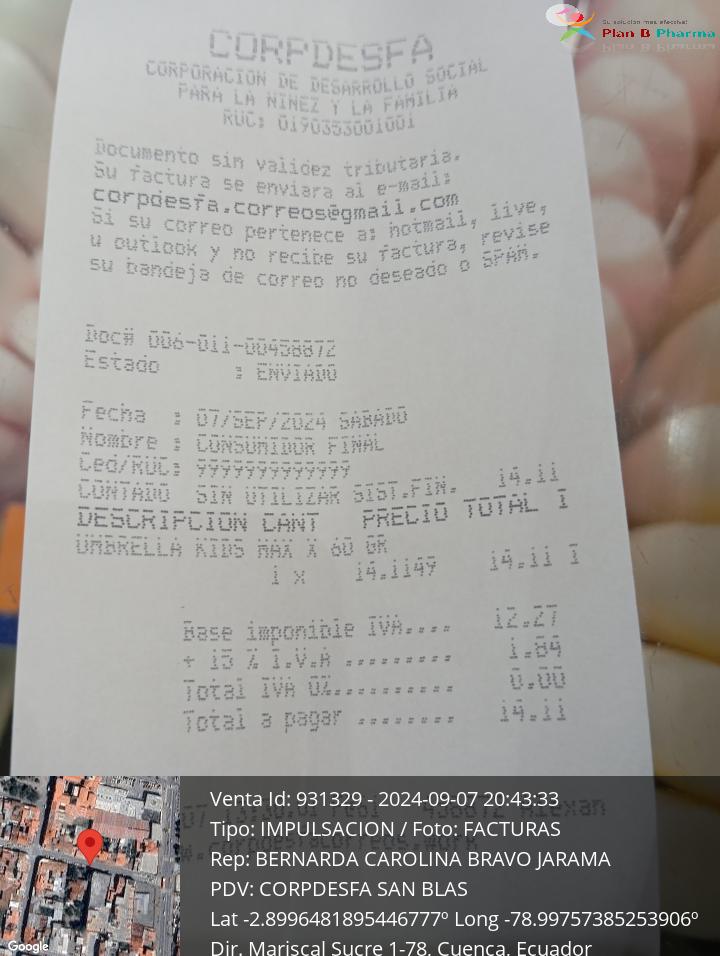 Su solución más efectiva!
Plan B Pharma
CORPDESFA
CORPORACION DE DESARROLLO SOCIAL
PARA LA NINEZ Y LA FAMILIA
RUC: 0190353001001
Documento sin validez tributaria.
Su factura se enviara al e-mail:
corpdesfa.correos@gmail.com
Si su correo pertenece a: hotmail, live,
u outlook y no recibe su factura, revise
su bandeja de correo no deseado o SPAM.
Doc# 006-011-00458872
Estado : ENVIADO
Fecha : 07/SEP/2024 SABADO
Nombre : CONSUMIDOR FINAL
Ced/RUC: 9999999999999
CONTADO SIN UTILIZAR SIST.FIN. 14.11
DESCRIPCION CANT PRECIO TOTAL I
UMBRELLA KIDS MAX X 60 GR
1 x 14.1149 14.11 I
Base imponible IVA.... 12.27
+ 15 % I.V.A ......... 1.84
Total IVA 0%.......... 0.00
Total a pagar ........ 14.11
Venta Id: 931329 - 2024-09-07 20:43:33
Tipo: IMPULSACION / Foto: FACTURAS
Rep: BERNARDA CAROLINA BRAVO JARAMA
PDV: CORPDESFA SAN BLAS
Lat -2.8996481895446777º Long -78.99757385253906º
Dir. Mariscal Sucre 1-78, Cuenca, Ecuador
Google